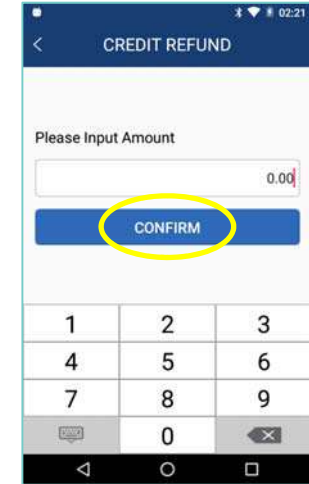 02:21
CREDIT REFUND
Please Input Amount
0.00
CONFIRM
1 2 3
4 5 6
7 8 9
0